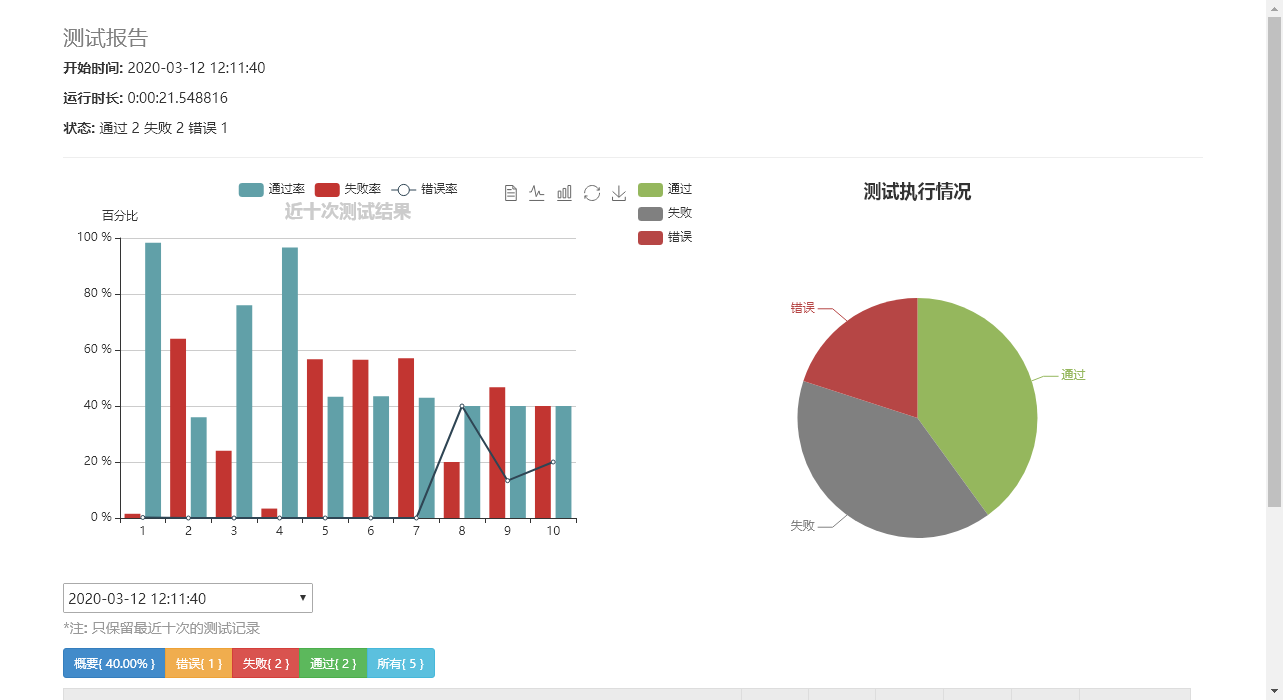 测试报告
开始时间: 2020-03-12 12:11:40
运行时长: 0:00:21.548816
状态: 通过 2 失败 2 错误 1
通过率 失败率 错误率
近十次测试结果
百分比
100 %
80 %
60 %
40 %
20 %
0 %
1 2 3 4 5 6 7 8 9 10
通过
失败
错误
测试执行情况
错误
通过
失败
2020-03-12 12:11:40
*注: 只保留最近十次的测试记录
概要{ 40.00% } 错误{ 1 } 失败{ 2 } 通过{ 2 } 所有{ 5 }